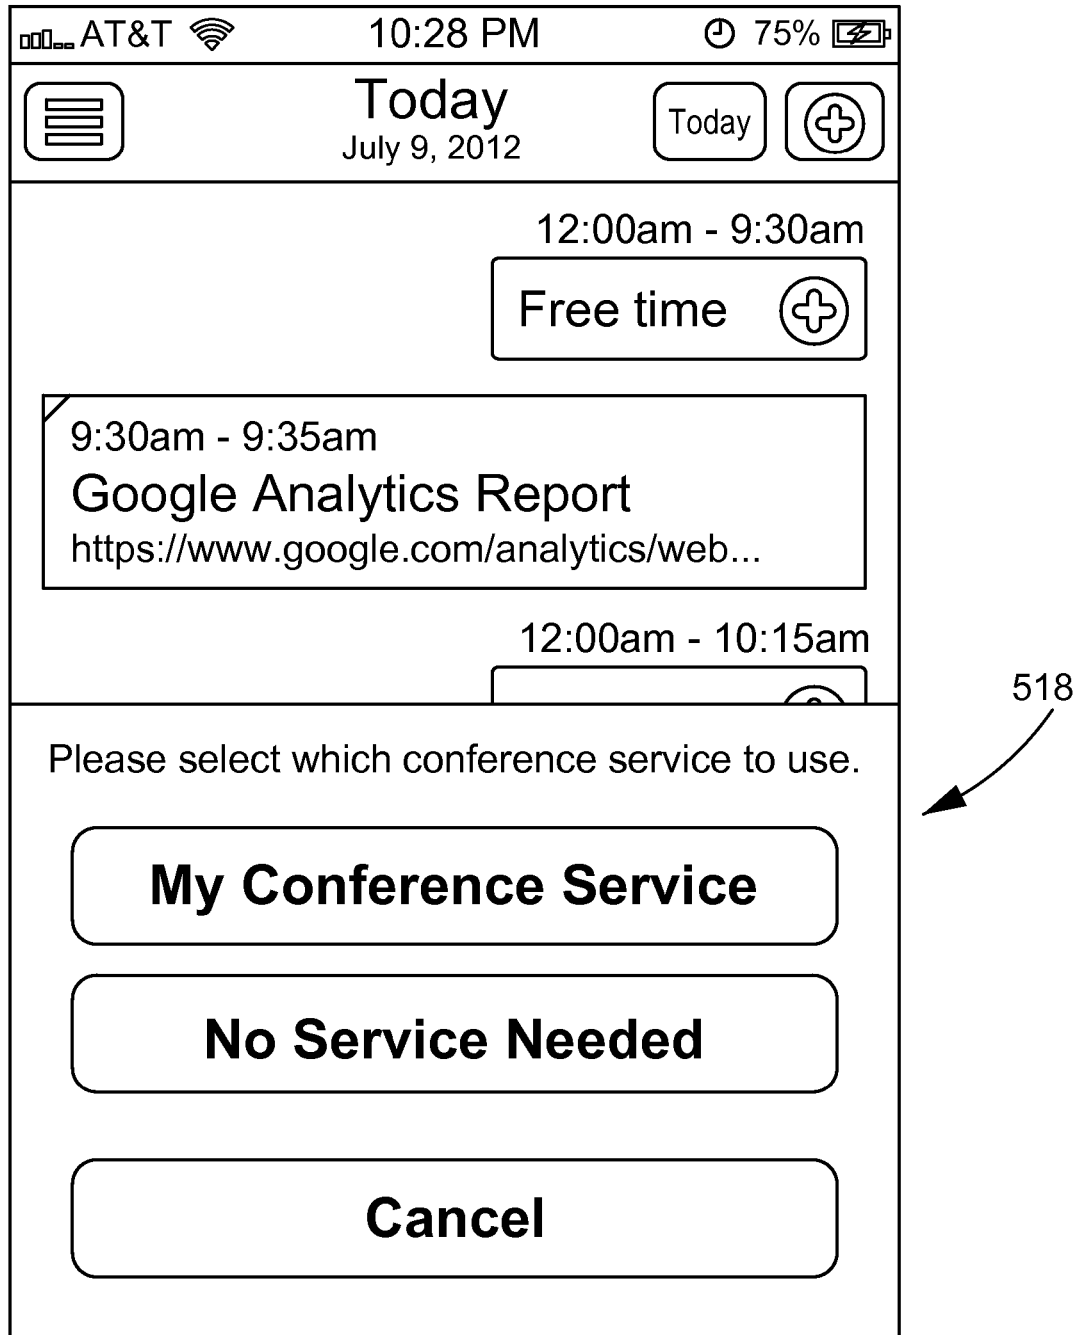 AT&T 10:28 PM 75%
Today
July 9, 2012
Today
12:00am - 9:30am
Free time
9:30am - 9:35am
Google Analytics Report
https://www.google.com/analytics/web...
12:00am - 10:15am
518
Please select which conference service to use.
My Conference Service
No Service Needed
Cancel